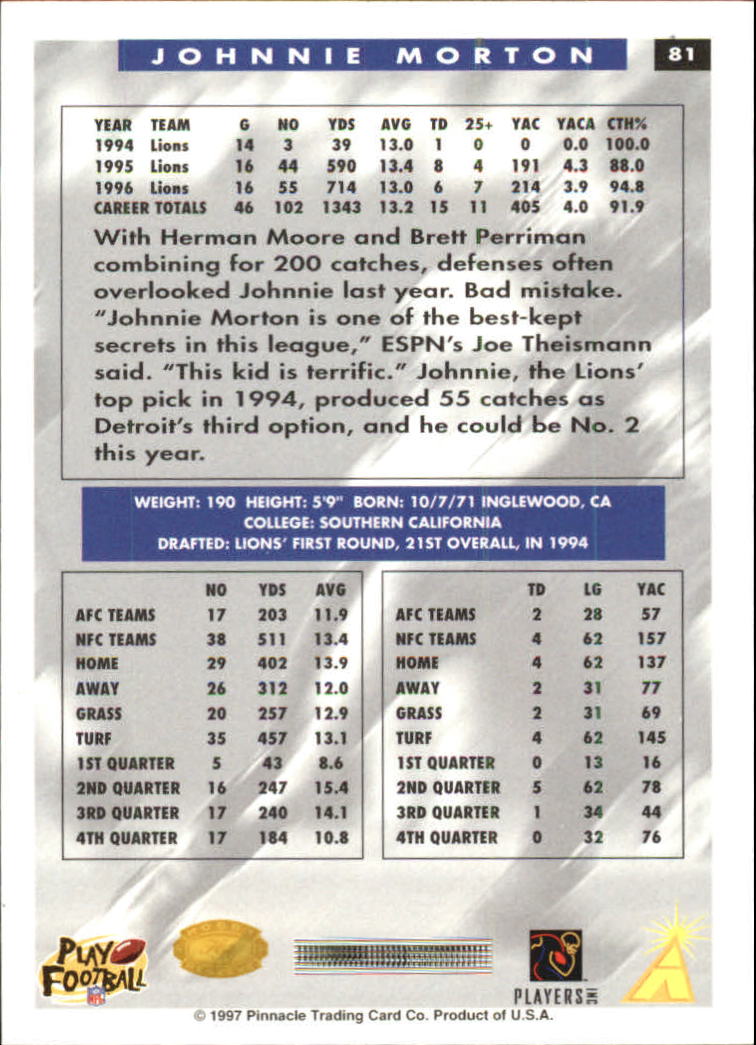 JOHNNIE MORTON
81
YEAR TEAM G NO YDS AVG TD 25+ YAC YACA CTH%
1994 Lions 14 3 39 13.0 1 0 0 0.0 100.0
1995 Lions 16 44 590 13.4 8 4 191 4.3 88.0
1996 Lions 16 55 714 13.0 6 7 214 3.9 94.8
CAREER TOTALS 46 102 1343 13.2 15 11 405 4.0 91.9
With Herman Moore and Brett Perriman
combining for 200 catches, defenses often
overlooked Johnnie last year. Bad mistake.
“Johnnie Morton is one of the best-kept
secrets in this league,” ESPN’s Joe Theismann
said. “This kid is terrific.” Johnnie, the Lions’
top pick in 1994, produced 55 catches as
Detroit’s third option, and he could be No. 2
this year.
WEIGHT: 190 HEIGHT: 5'9" BORN: 10/7/71 INGLEWOOD, CA
COLLEGE: SOUTHERN CALIFORNIA
DRAFTED: LIONS’ FIRST ROUND, 21ST OVERALL, IN 1994
NO YDS AVG
AFC TEAMS 17 203 11.9
NFC TEAMS 38 511 13.4
HOME 29 402 13.9
AWAY 26 312 12.0
GRASS 20 257 12.9
TURF 35 457 13.1
1ST QUARTER 5 43 8.6
2ND QUARTER 16 247 15.4
3RD QUARTER 17 240 14.1
4TH QUARTER 17 184 10.8
TD LG YAC
AFC TEAMS 2 28 57
NFC TEAMS 4 62 157
HOME 4 62 137
AWAY 2 31 77
GRASS 2 31 69
TURF 4 62 145
1ST QUARTER 0 13 16
2ND QUARTER 5 62 78
3RD QUARTER 1 34 44
4TH QUARTER 0 32 76
PLAY
FOOTBALL
NFL
PLAYERS INC
© 1997 Pinnacle Trading Card Co. Product of U.S.A.